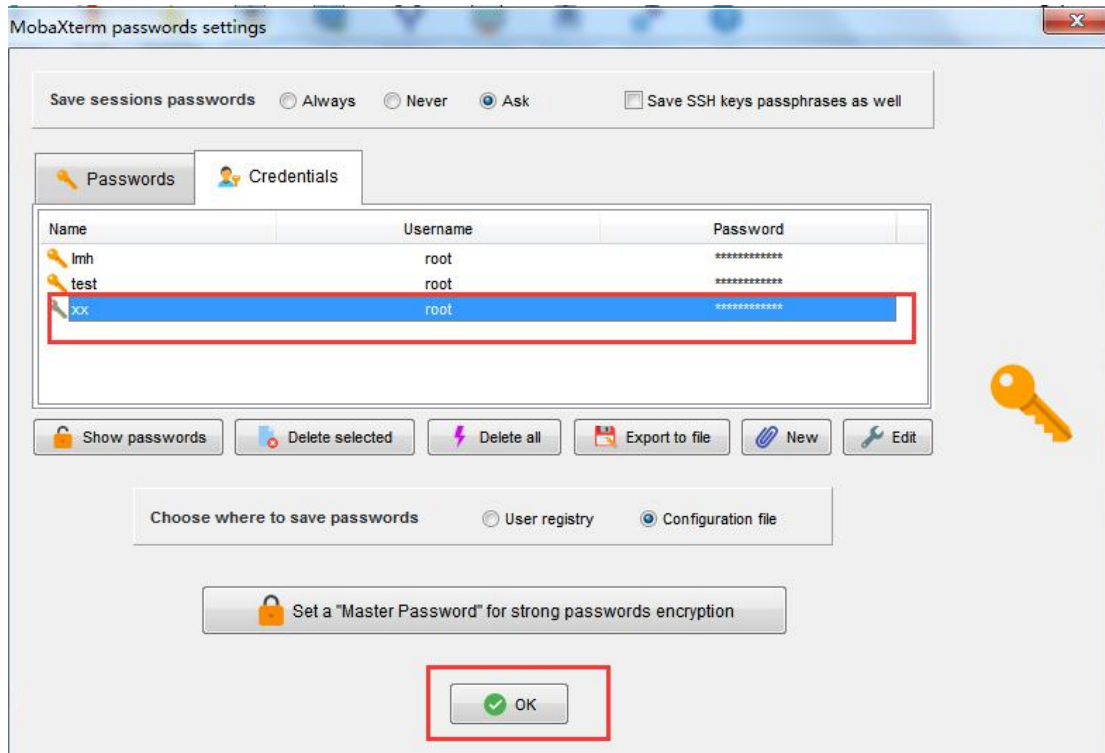 MobaXterm passwords settings
Save sessions passwords Always Never Ask Save SSH keys passphrases as well
Passwords Credentials
Name Username Password
lmh root ************
test root ************
xx root ************
Show passwords Delete selected Delete all Export to file New Edit
Choose where to save passwords User registry Configuration file
Set a "Master Password" for strong passwords encryption
OK